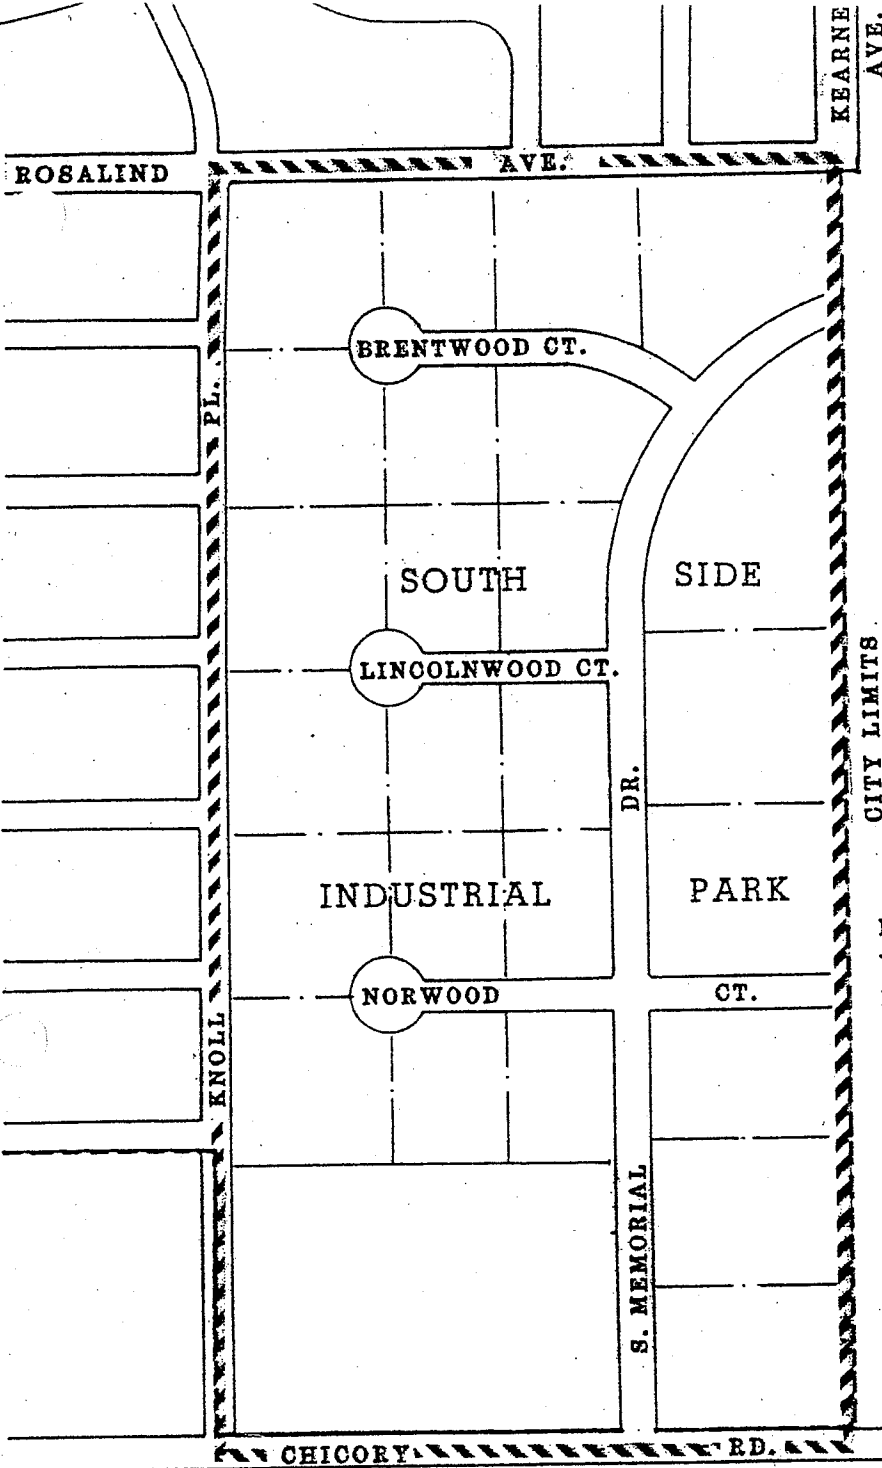 KEARNE
AVE.
ROSALIND AVE.
BRENTWOOD CT.
PL.
SOUTH SIDE
LINCOLNWOOD CT.
CITY LIMITS
DR.
INDUSTRIAL PARK
NORWOOD CT.
KNOLL
S. MEMORIAL
CHICORY RD.